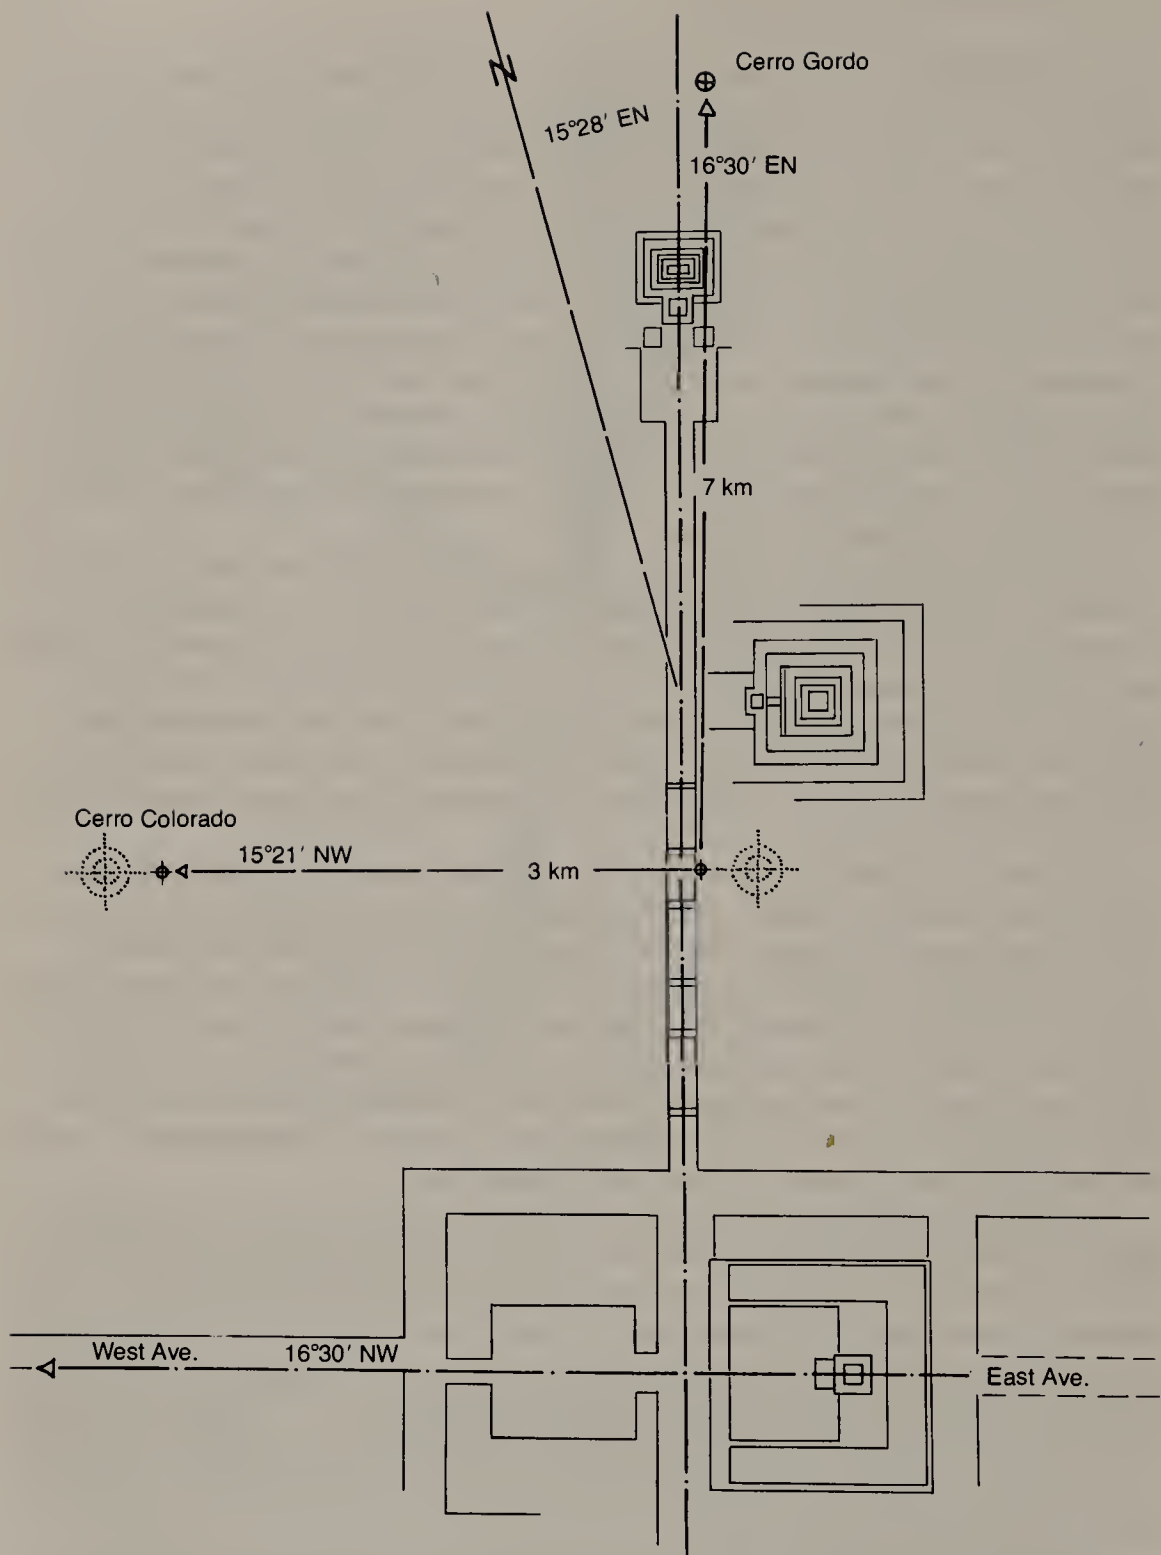 N
Cerro Gordo
15°28′ EN
16°30′ EN
7 km
Cerro Colorado
15°21′ NW
3 km
West Ave.
16°30′ NW
East Ave.